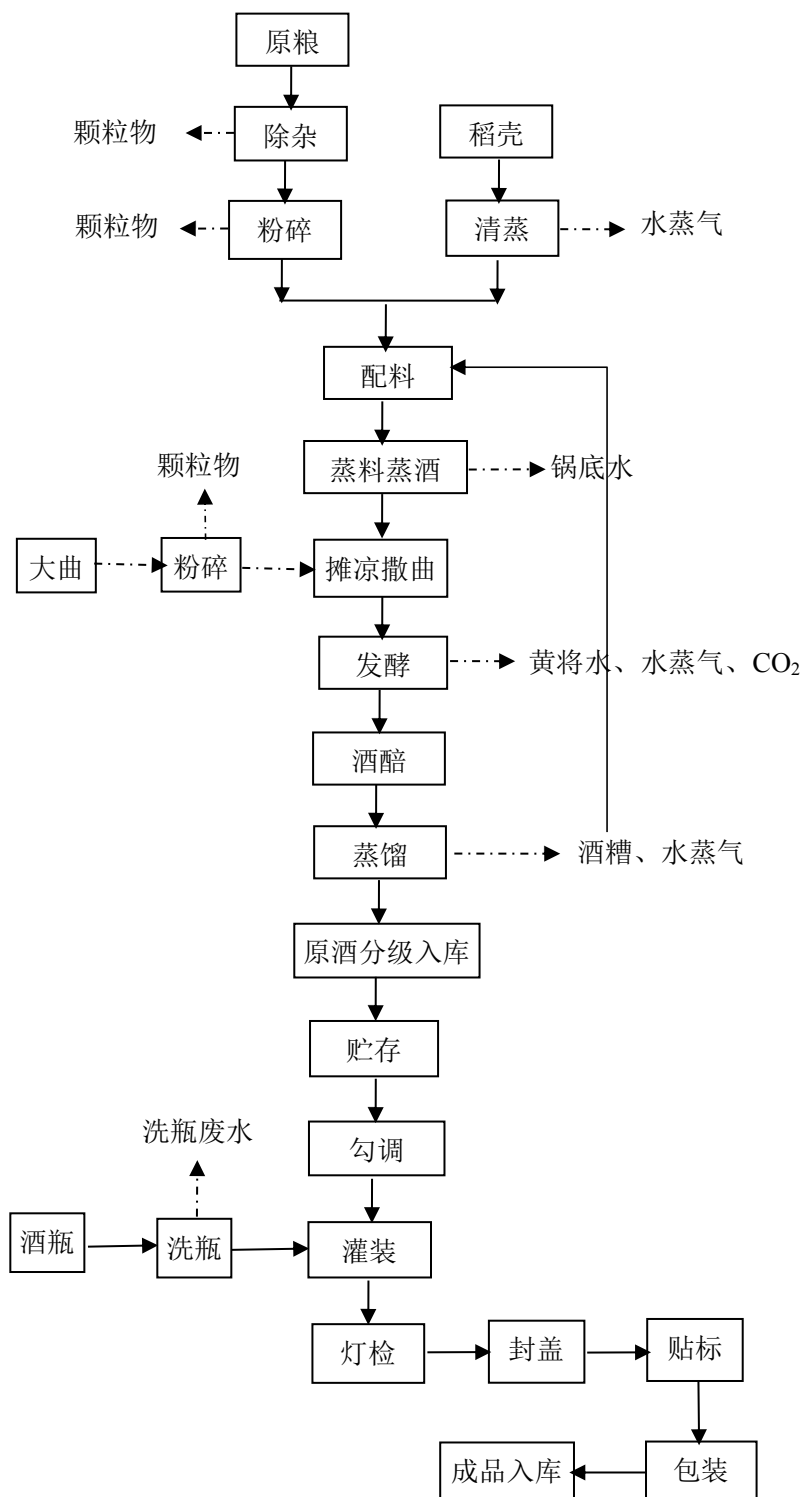 原粮
颗粒物
除杂
稻壳
颗粒物
粉碎
清蒸
水蒸气
配料
颗粒物
蒸料蒸酒
锅底水
大曲
粉碎
摊凉撒曲
发酵
黄将水、水蒸气、CO₂
酒醅
蒸馏
酒糟、水蒸气
原酒分级入库
贮存
洗瓶废水
勾调
酒瓶
洗瓶
灌装
灯检
封盖
贴标
成品入库
包装